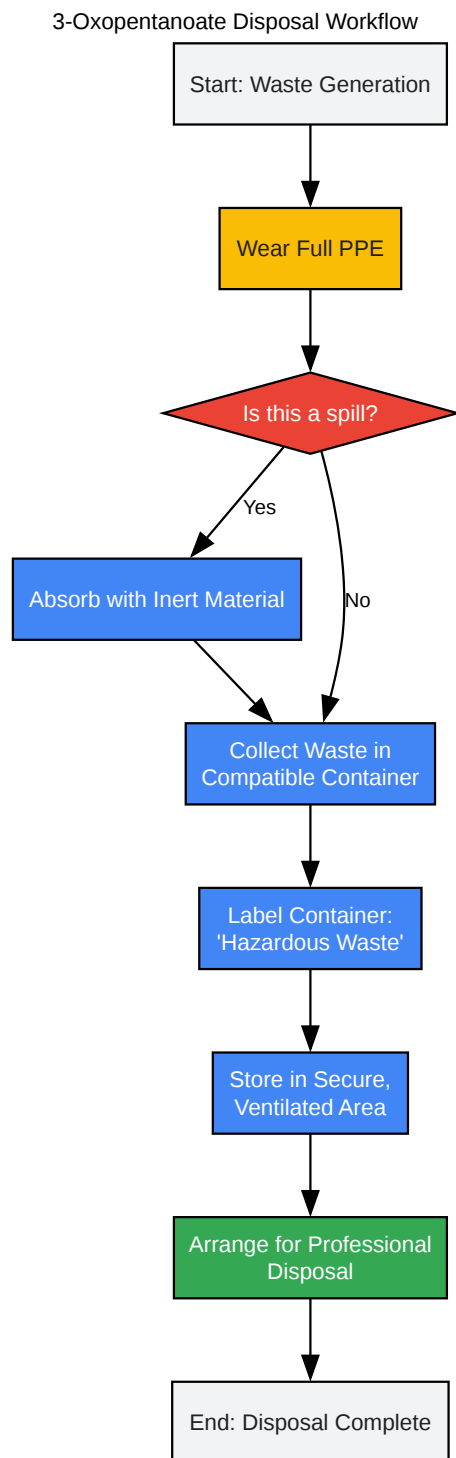 3-Oxopentanoate Disposal Workflow
Start: Waste Generation
Wear Full PPE
Is this a spill?
Yes
Absorb with Inert Material
No
Collect Waste in
Compatible Container
Label Container:
'Hazardous Waste'
Store in Secure,
Ventilated Area
Arrange for Professional
Disposal
End: Disposal Complete